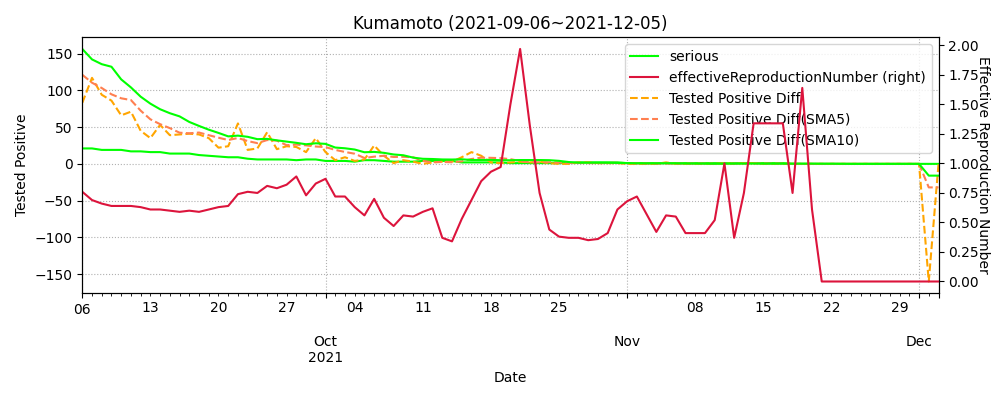 Kumamoto (2021-09-06~2021-12-05)
Tested Positive
150
100
50
0
−50
−100
−150
serious
effectiveReproductionNumber (right)
Tested Positive Diff
Tested Positive Diff(SMA5)
Tested Positive Diff(SMA10)
2.00
1.75
1.50
1.25
1.00
0.75
0.50
0.25
0.00
Effective Reproduction Number
06 13 20 27 04 11 18 25 08 15 22 29
Oct Nov Dec
2021
Date